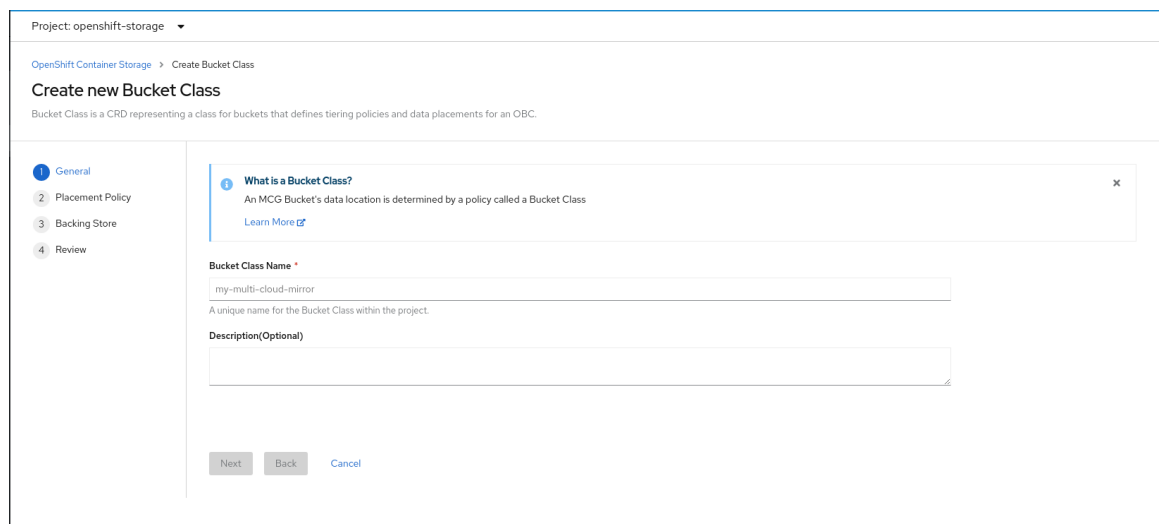 Project: openshift-storage
OpenShift Container Storage > Create Bucket Class
Create new Bucket Class
Bucket Class is a CRD representing a class for buckets that defines tiering policies and data placements for an OBC.
1 General
2 Placement Policy
3 Backing Store
4 Review
What is a Bucket Class?
An MCG Bucket's data location is determined by a policy called a Bucket Class
Learn More
Bucket Class Name *
my-multi-cloud-mirror
A unique name for the Bucket Class within the project.
Description(Optional)
Next Back Cancel